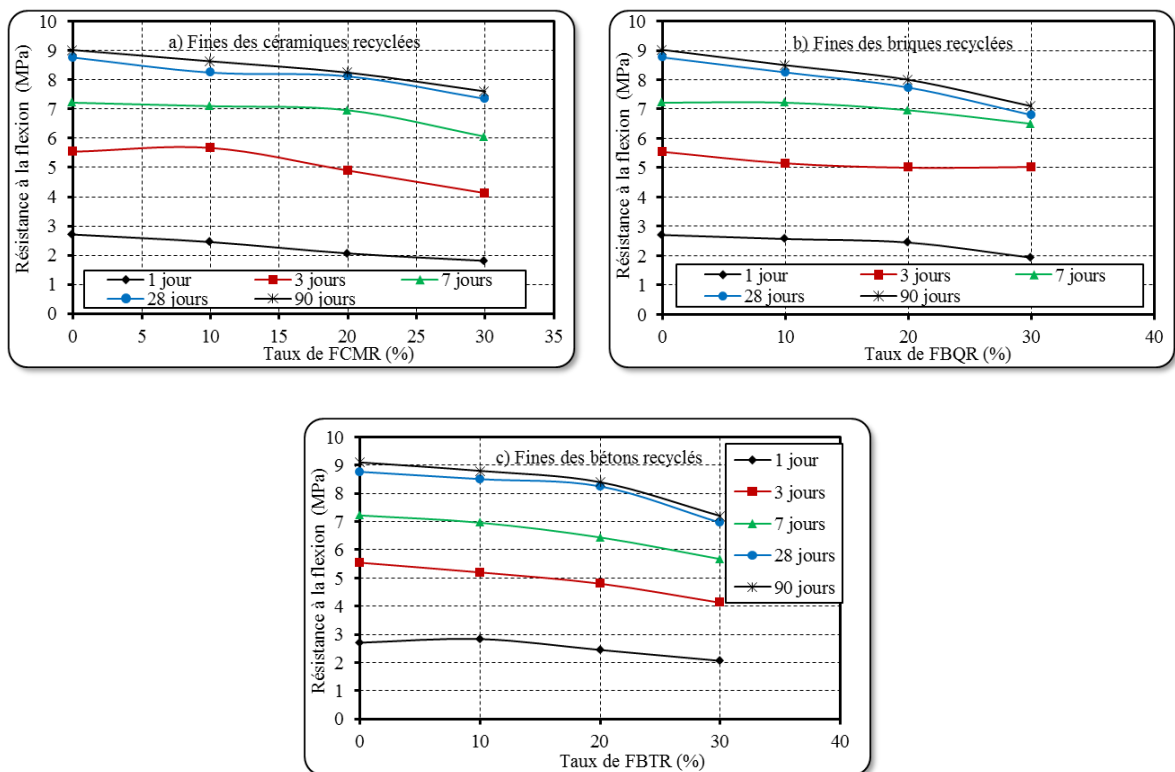 a) Fines des céramiques recyclées
Résistance à la flexion (MPa)
10
9
8
7
6
5
4
3
2
1
0
1 jour 3 jours 7 jours
28 jours 90 jours
0 5 10 15 20 25 30 35
Taux de FCMR (%)
b) Fines des briques recyclées
Résistance à la flexion (MPa)
10
9
8
7
6
5
4
3
2
1
0
1 jour 3 jours 7 jours
28 jours 90 jours
0 10 20 30 40
Taux de FBQR (%)
c) Fines des bétons recyclés
Résistance à la flexion (MPa)
10
9
8
7
6
5
4
3
2
1
0
1 jour
3 jours
7 jours
28 jours
90 jours
0 10 20 30 40
Taux de FBTR (%)